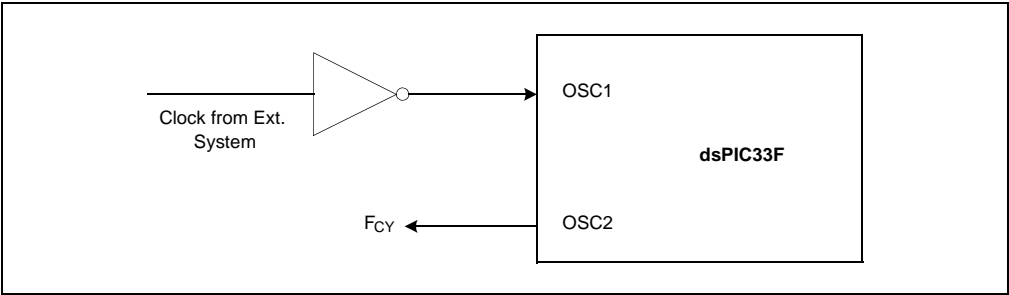 OSC1
Clock from Ext.
System
dsPIC33F
FCY
OSC2